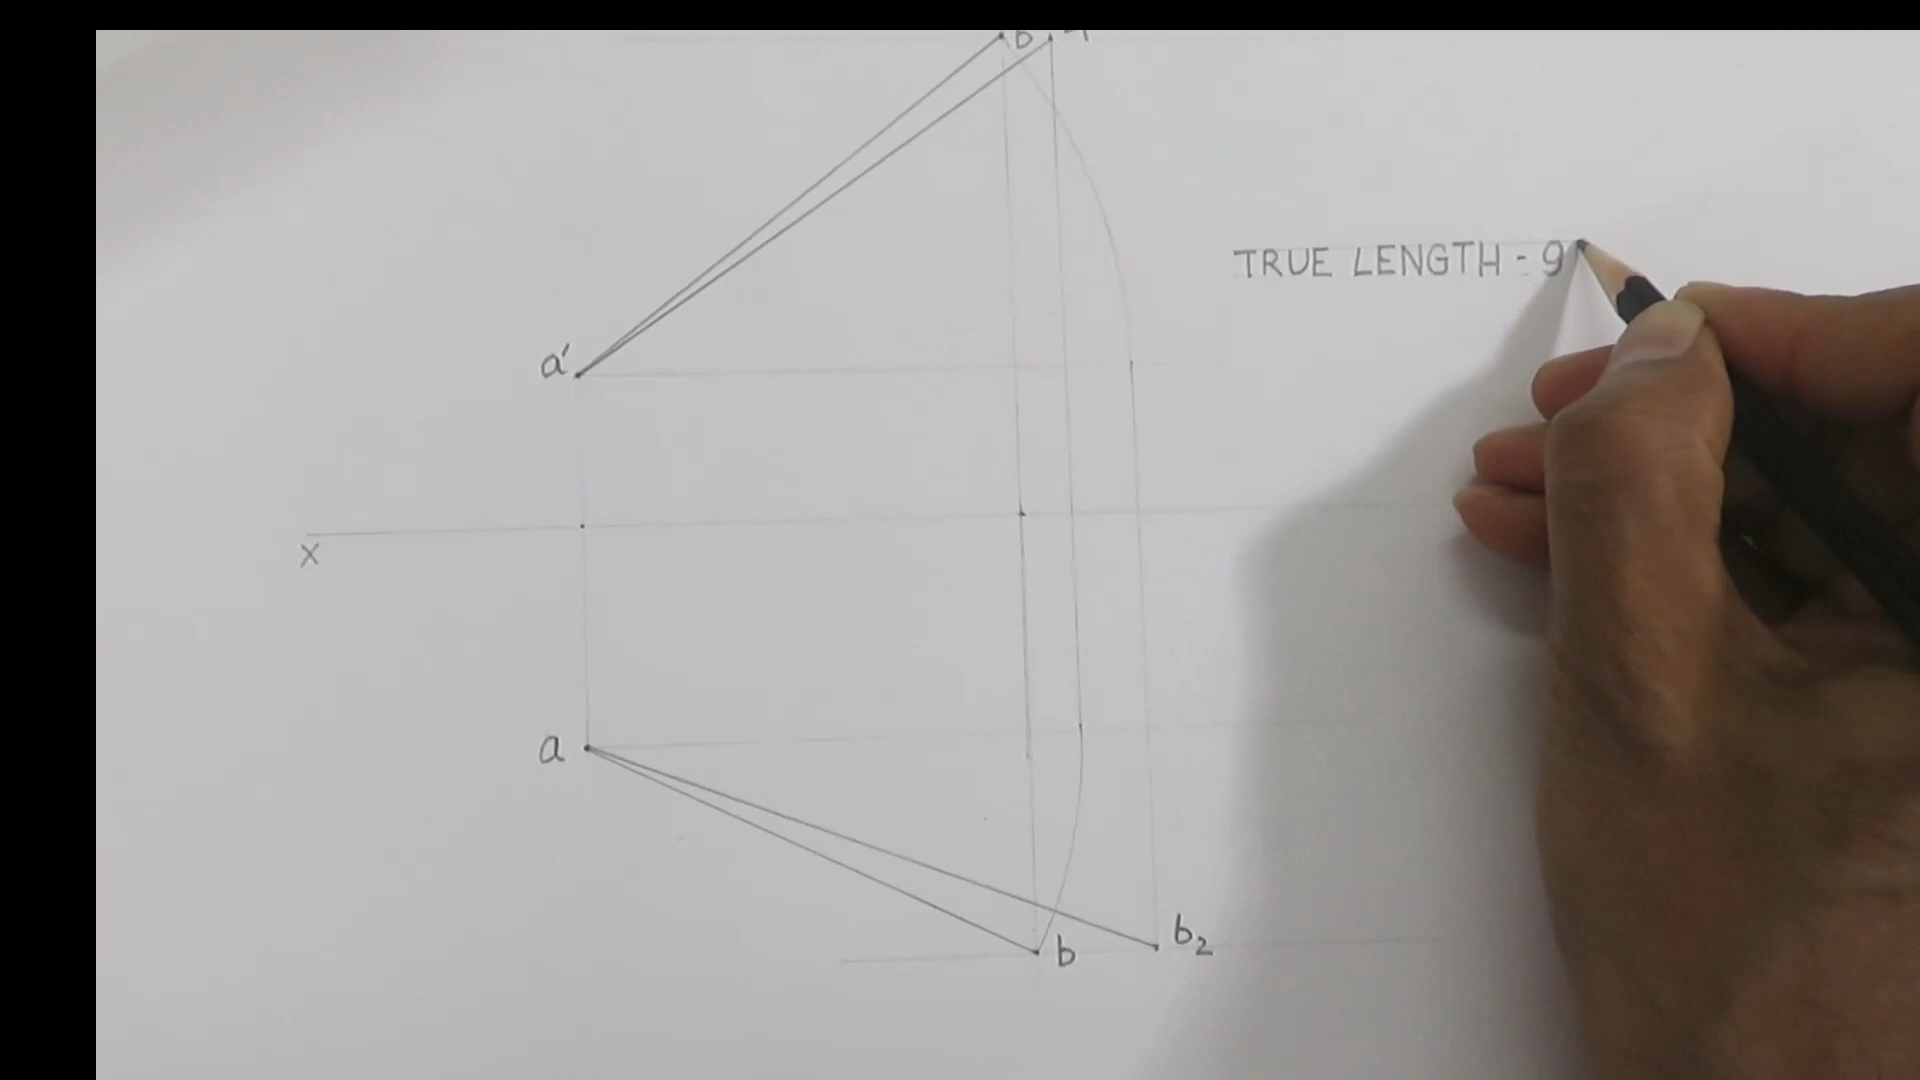 TRUE LENGTH - 9
a′
X
a
b2
b